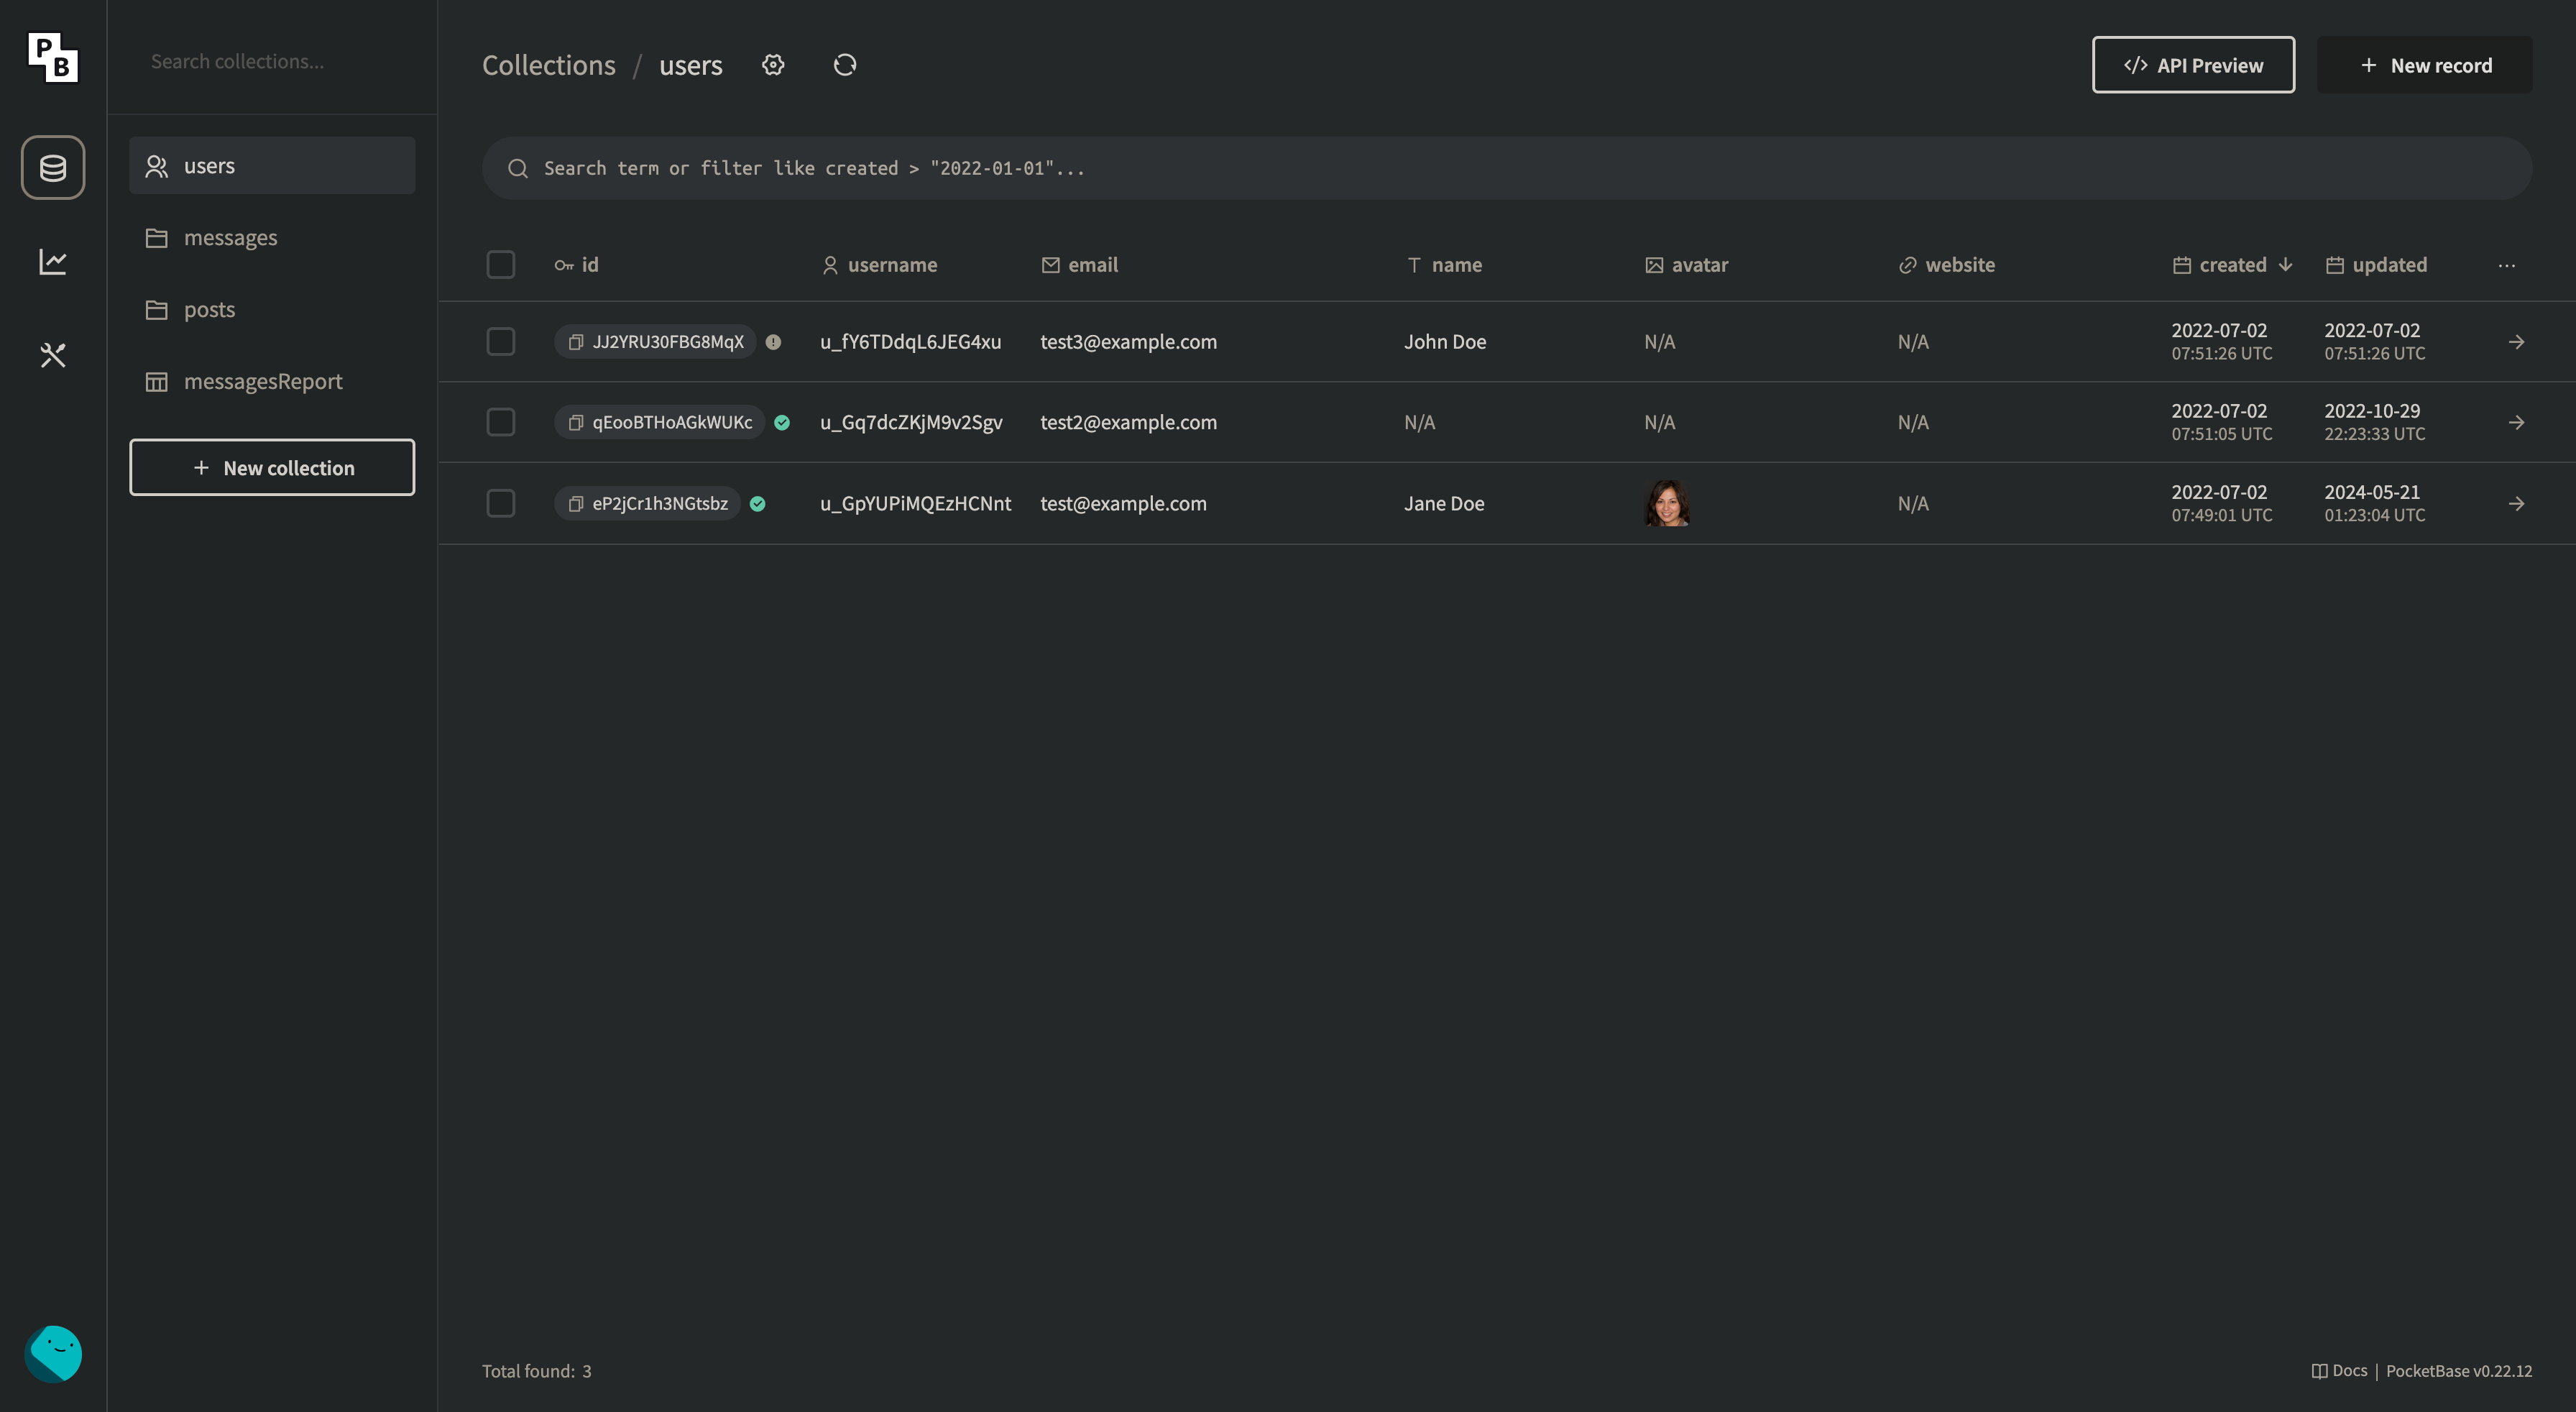 P
B
Search collections...
users
messages
posts
messagesReport
New collection
Collections / users
API Preview
New record
Search term or filter like created > "2022-01-01"...
id username email name avatar website created updated
JJ2YRU30FBG8MqX u_fY6TDdqL6JEG4xu test3@example.com John Doe N/A N/A 2022-07-02 2022-07-02
07:51:26 UTC 07:51:26 UTC
qEooBTHoAGkWUKc u_Gq7dcZKjM9v2Sgv test2@example.com N/A N/A N/A 2022-07-02 2022-10-29
07:51:05 UTC 22:23:33 UTC
eP2jCr1h3NGtsbz u_GpYUPiMQEzHCNnt test@example.com Jane Doe N/A 2022-07-02 2024-05-21
07:49:01 UTC 01:23:04 UTC
Total found: 3
Docs | PocketBase v0.22.12